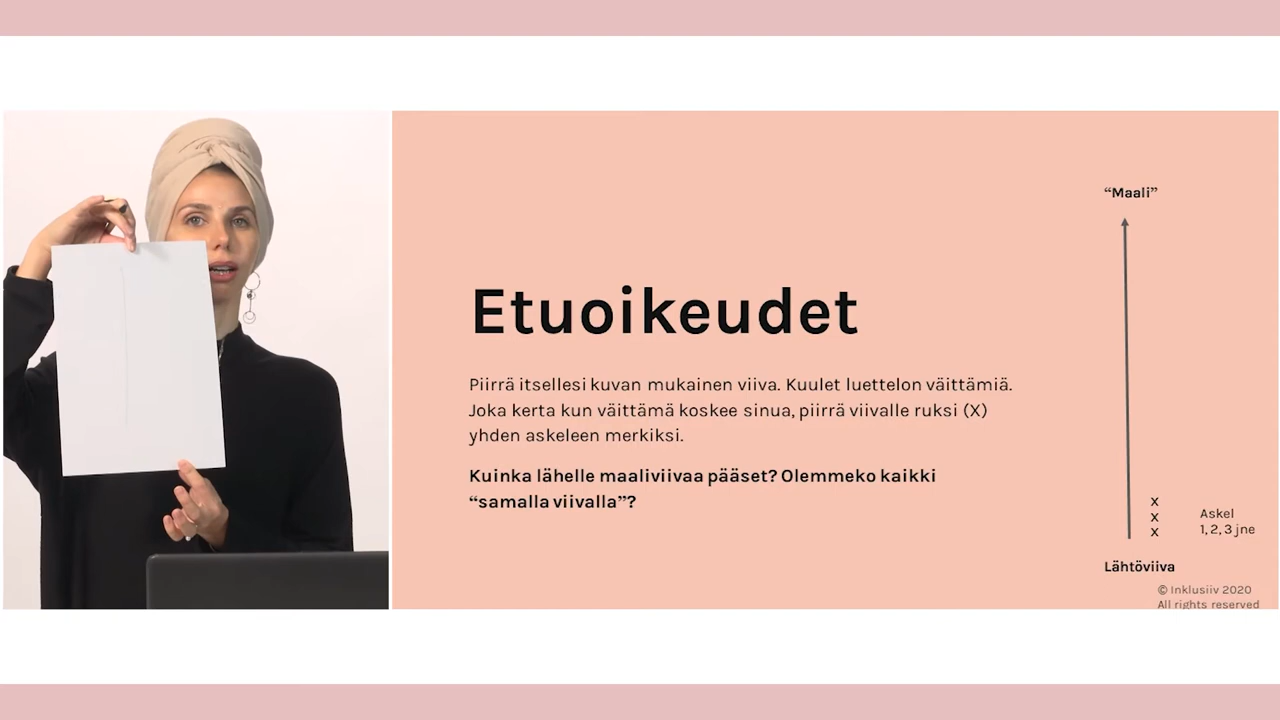 Etuoikeudet
Piirrä itsellesi kuvan mukainen viiva. Kuulet luettelon väittämiä.
Joka kerta kun väittämä koskee sinua, piirrä viivalle ruksi (X)
yhden askeleen merkiksi.
Kuinka lähelle maaliviivaa pääset? Olemmeko kaikki
“samalla viivalla”?
“Maali”
x
x
x
Askel
1, 2, 3 jne
Lähtöviiva
© Inklusiiv 2020
All rights reserved